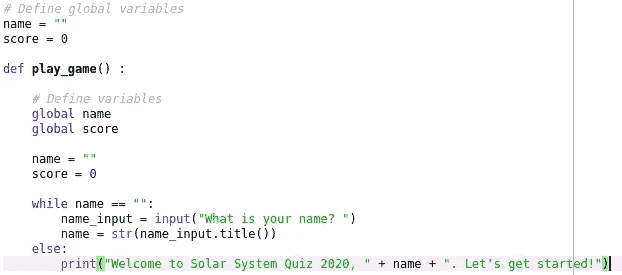 # Define global variables
name = ""
score = 0
def play_game() :
# Define variables
global name
global score
name = ""
score = 0
while name == "":
name_input = input("What is your name? ")
name = str(name_input.title())
else:
print("Welcome to Solar System Quiz 2020, " + name + ". Let's get started!")